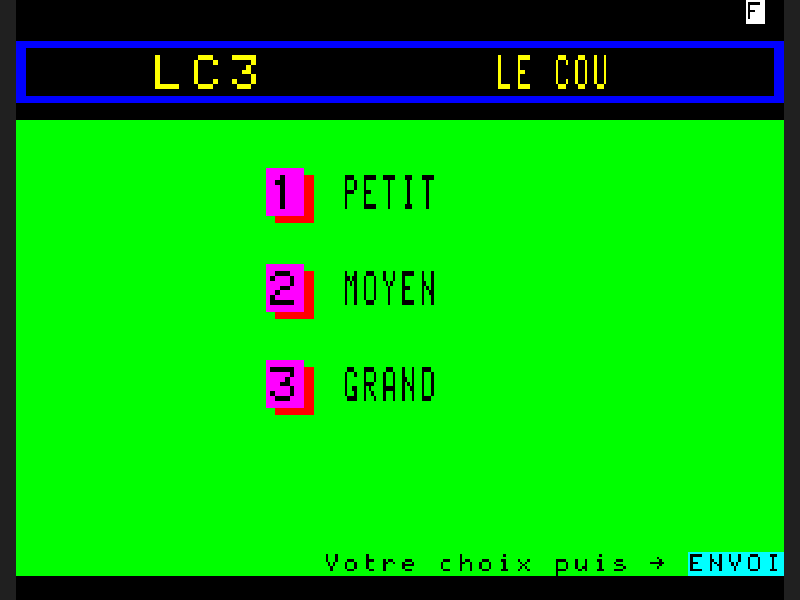 F
LC3 LE COU
1 PETIT
2 MOYEN
3 GRAND
Votre choix puis → ENVOI